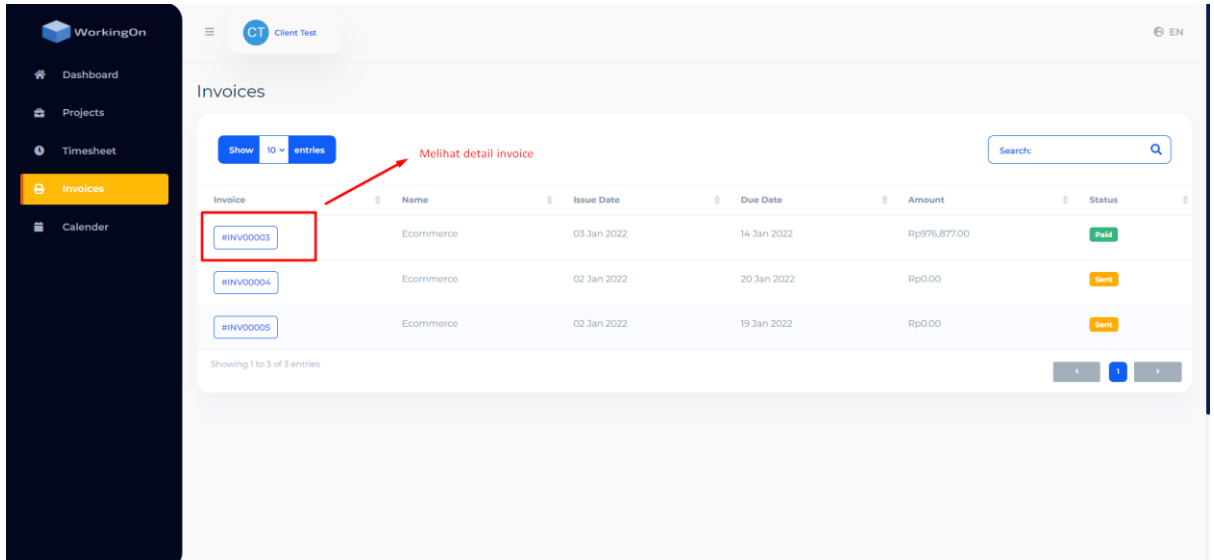 WorkingOn
CT Client Test
EN
Dashboard
Projects
Timesheet
Invoices
Calender
Invoices
Show 10 entries
Melihat detail invoice
Search:
Invoice Name Issue Date Due Date Amount Status
#INV00003 Ecommerce 03 Jan 2022 14 Jan 2022 Rp976,877.00 Paid
#INV00004 Ecommerce 02 Jan 2022 20 Jan 2022 Rp0.00 Sent
#INV00005 Ecommerce 02 Jan 2022 19 Jan 2022 Rp0.00 Sent
Showing 1 to 3 of 3 entries
‹ 1 ›